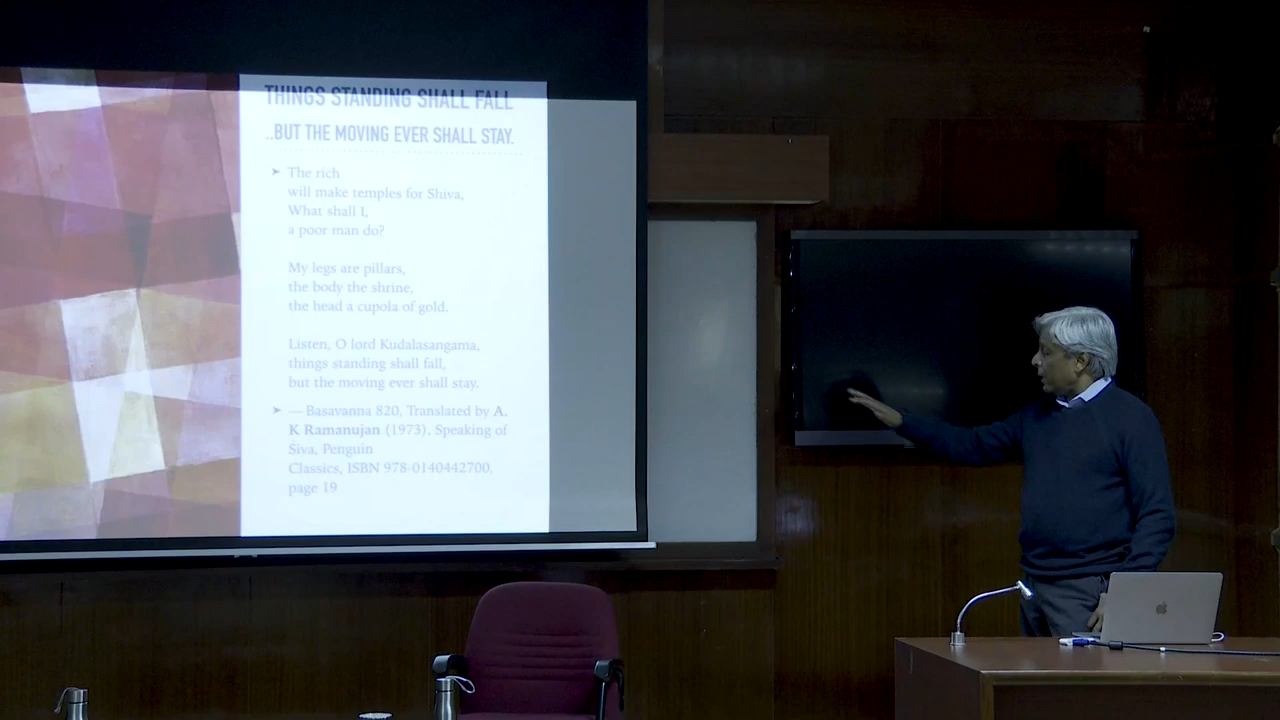 THINGS STANDING SHALL FALL
..BUT THE MOVING EVER SHALL STAY.
➤ The rich
will make temples for Shiva,
What shall I,
a poor man do?
My legs are pillars,
the body the shrine,
the head a cupola of gold.
Listen, O lord Kudalasangama,
things standing shall fall,
but the moving ever shall stay.
➤ — Basavanna 820, Translated by A.
K Ramanujan (1973), Speaking of
Śiva, Penguin
Classics, ISBN 978-0140442700,
page 19